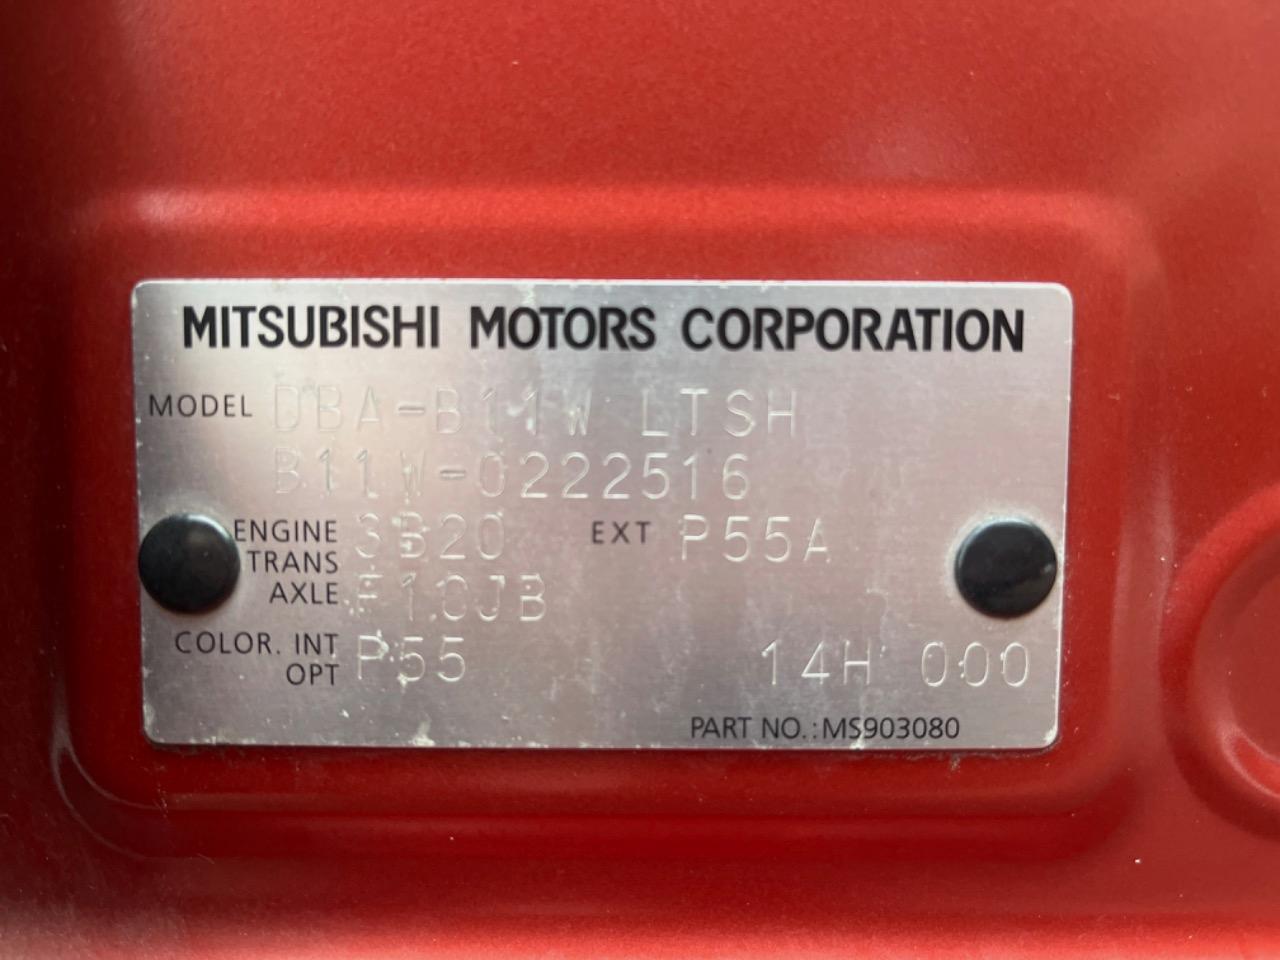 MITSUBISHI MOTORS CORPORATION
MODEL DBA-B11W LTSH
B11W-0222516
ENGINE 3B20 EXT P55A
TRANS
AXLE F1C1B
COLOR. INT P55 14H 000
OPT
PART NO.:MS903080